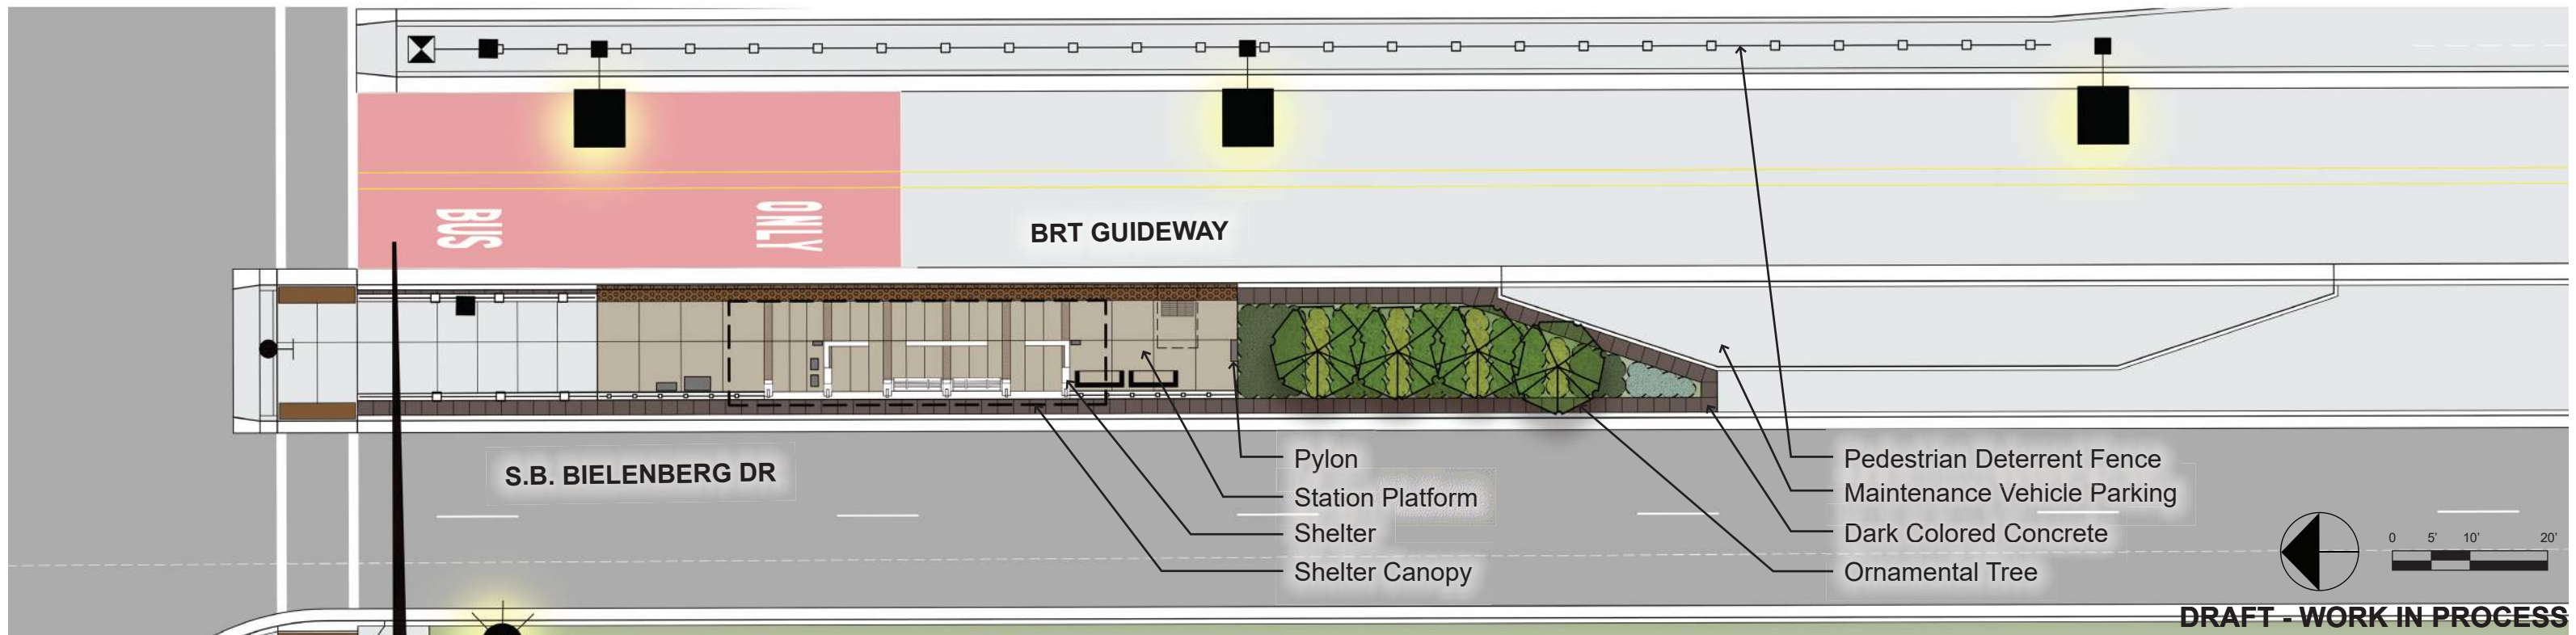 BUS
ONLY
BRT GUIDEWAY
S.B. BIELENBERG DR
Pylon
Station Platform
Shelter
Shelter Canopy
Pedestrian Deterrent Fence
Maintenance Vehicle Parking
Dark Colored Concrete
Ornamental Tree
0 5' 10' 20'
DRAFT - WORK IN PROCESS